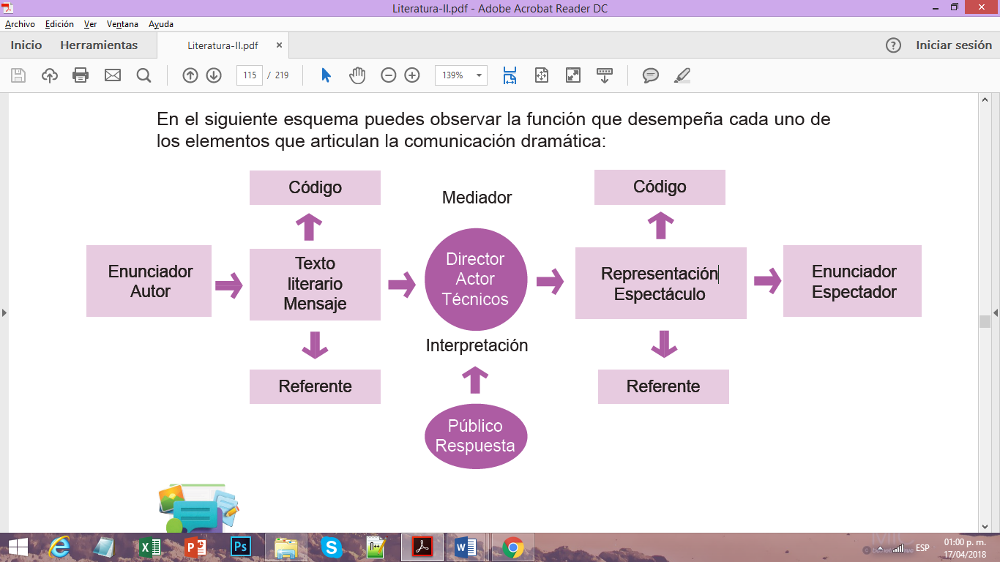 Literatura-II.pdf - Adobe Acrobat Reader DC
Archivo Edición Ver Ventana Ayuda
Inicio Herramientas Literatura-II.pdf × ? Iniciar sesión
115 / 219 139%
En el siguiente esquema puedes observar la función que desempeña cada uno de
los elementos que articulan la comunicación dramática:
Código
Mediador
Código
Enunciador
Autor
Texto
literario
Mensaje
Director
Actor
Técnicos
Representación
Espectáculo
Enunciador
Espectador
Interpretación
Referente
Referente
Público
Respuesta
ESP
01:00 p. m.
17/04/2018